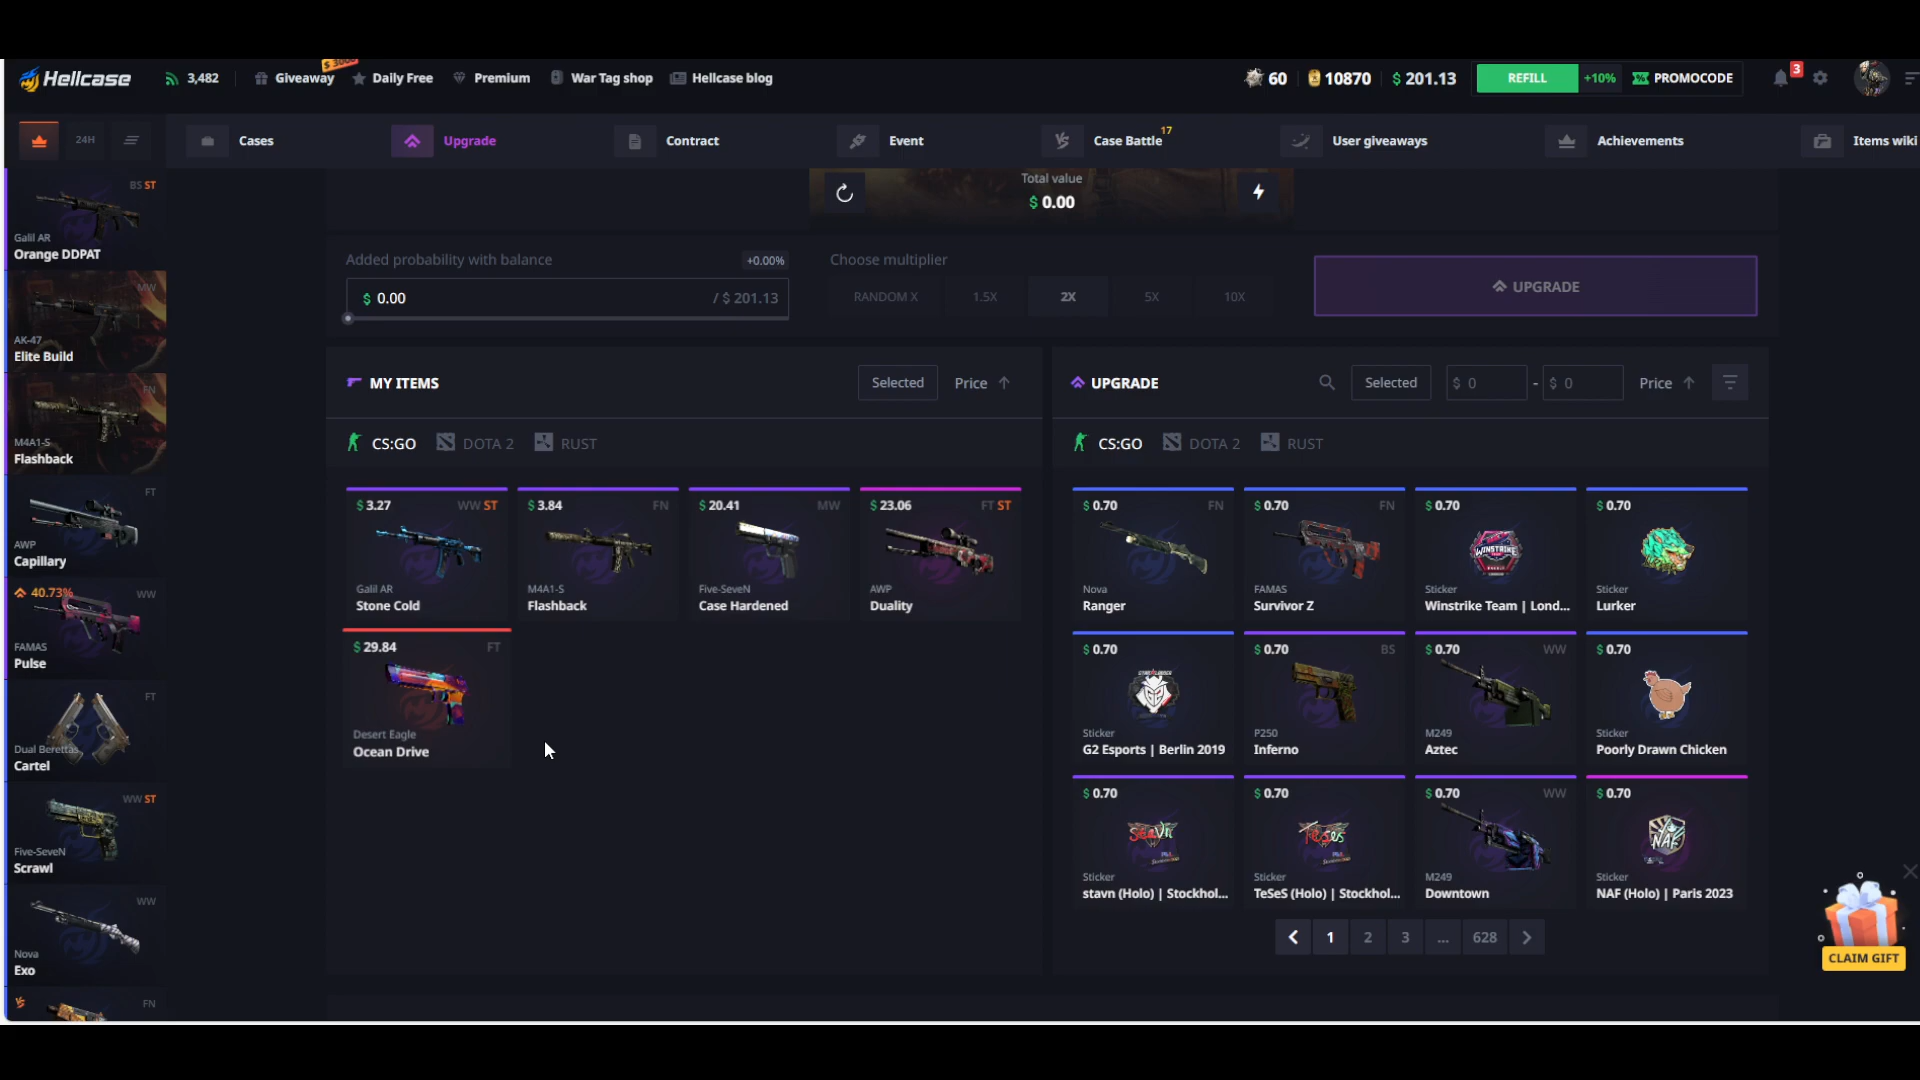 Hellcase
3,482
Giveaway
$ 3000
Daily Free
Premium
War Tag shop
Hellcase blog
60
10870
$ 201.13
REFILL
+10%
PROMOCODE
3
24H
Cases
Upgrade
Contract
Event
Case Battle
17
User giveaways
Achievements
Items wiki
BS ST
Galil AR
Orange DDPAT
MW
AK-47
Elite Build
FN
M4A1-S
Flashback
FT
AWP
Capillary
40.73%
WW
FAMAS
Pulse
FT
Dual Berettas
Cartel
WW ST
Five-SeveN
Scrawl
WW
Nova
Exo
FN
Total value
$ 0.00
Added probability with balance
+0.00%
$ 0.00
/ $ 201.13
Choose multiplier
RANDOM X
1.5X
2X
5X
10X
UPGRADE
MY ITEMS
Selected
Price
CS:GO
DOTA 2
RUST
$ 3.27
WW ST
Galil AR
Stone Cold
$ 3.84
FN
M4A1-S
Flashback
$ 20.41
MW
Five-SeveN
Case Hardened
$ 23.06
FT ST
AWP
Duality
$ 29.84
FT
Desert Eagle
Ocean Drive
UPGRADE
Selected
$ 0
-
$ 0
Price
CS:GO
DOTA 2
RUST
$ 0.70
FN
Nova
Ranger
$ 0.70
FN
FAMAS
Survivor Z
$ 0.70
WINSTRIKE
Sticker
Winstrike Team | Lond...
$ 0.70
Sticker
Lurker
$ 0.70
Sticker
G2 Esports | Berlin 2019
$ 0.70
BS
P250
Inferno
$ 0.70
WW
M249
Aztec
$ 0.70
Sticker
Poorly Drawn Chicken
$ 0.70
Sticker
stavn (Holo) | Stockhol...
$ 0.70
TeSeS
Sticker
TeSeS (Holo) | Stockhol...
$ 0.70
WW
M249
Downtown
$ 0.70
NAF
Sticker
NAF (Holo) | Paris 2023
1
2
3
...
628
CLAIM GIFT